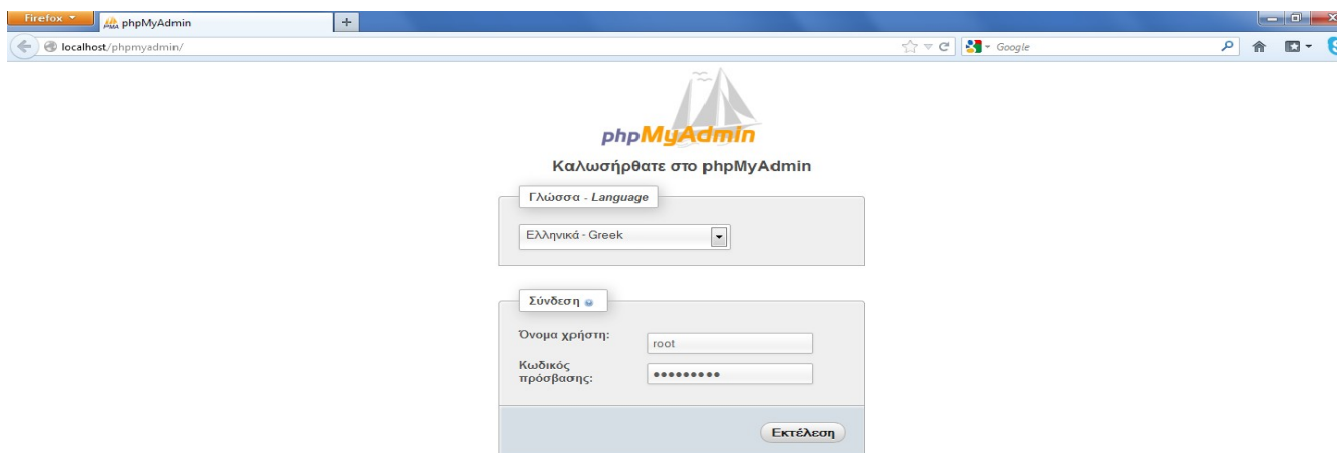 Firefox
phpMyAdmin
+
localhost/phpmyadmin/
Google
phpMyAdmin
Καλωσήρθατε στο phpMyAdmin
Γλώσσα - Language
Ελληνικά - Greek
Σύνδεση
Όνομα χρήστη:
root
Κωδικός
πρόσβασης:
•••••••••
Εκτέλεση